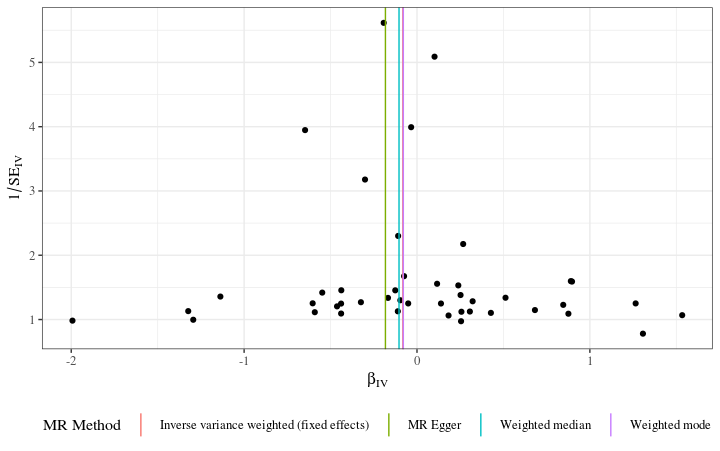 5
4
3
2
1
1/SE_IV
-2 -1 0 1
β_IV
MR Method Inverse variance weighted (fixed effects) MR Egger Weighted median Weighted mode